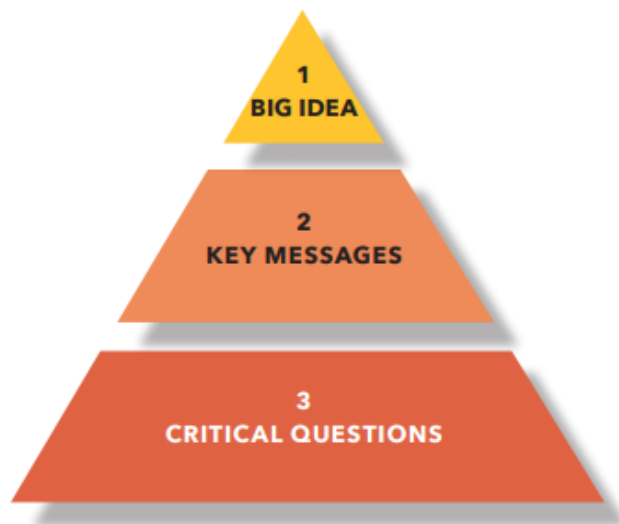 1
BIG IDEA
2
KEY MESSAGES
3
CRITICAL QUESTIONS